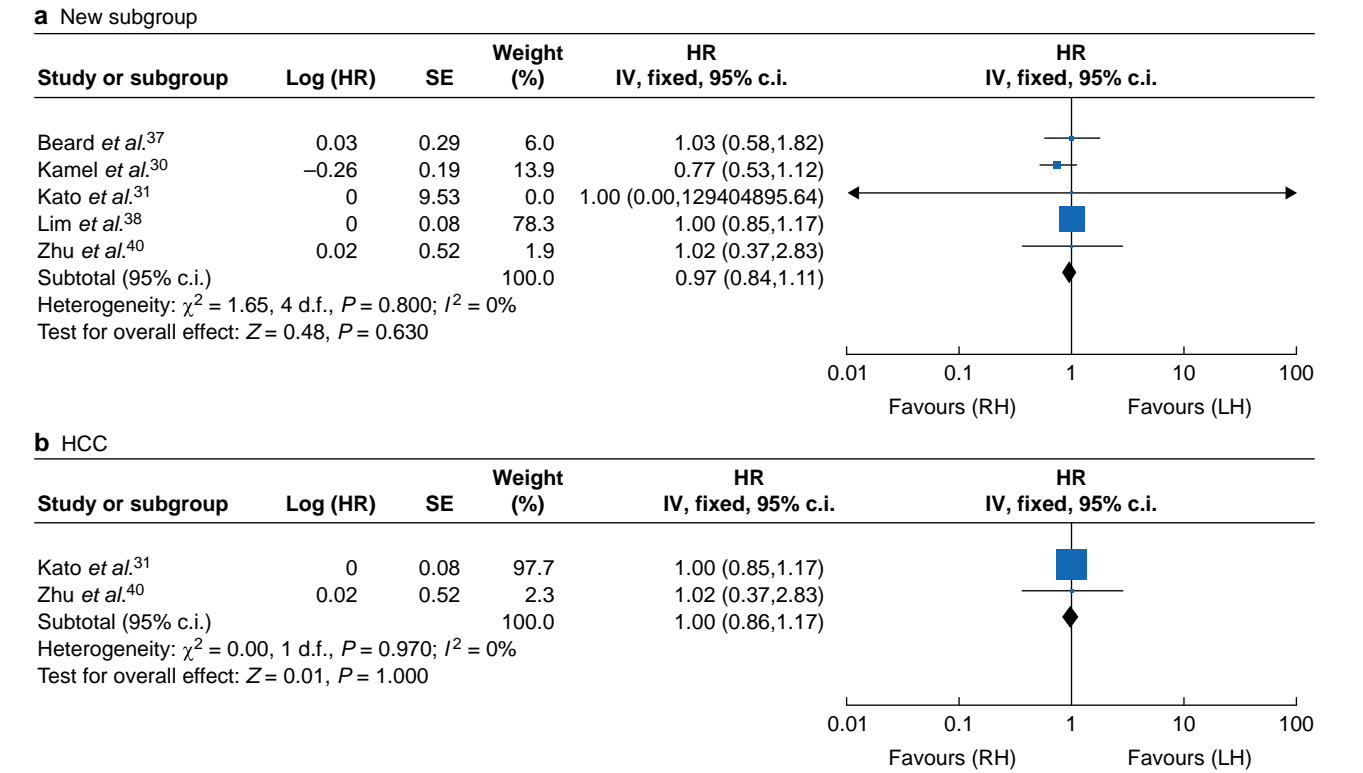 a New subgroup
Weight HR HR
Study or subgroup Log (HR) SE (%) IV, fixed, 95% c.i. IV, fixed, 95% c.i.
Beard et al.37 0.03 0.29 6.0 1.03 (0.58,1.82)
Kamel et al.30 –0.26 0.19 13.9 0.77 (0.53,1.12)
Kato et al.31 0 9.53 0.0 1.00 (0.00,129404895.64)
Lim et al.38 0 0.08 78.3 1.00 (0.85,1.17)
Zhu et al.40 0.02 0.52 1.9 1.02 (0.37,2.83)
Subtotal (95% c.i.) 100.0 0.97 (0.84,1.11)
Heterogeneity: χ2 = 1.65, 4 d.f., P = 0.800; I2 = 0%
Test for overall effect: Z = 0.48, P = 0.630
0.01 0.1 1 10 100
Favours (RH) Favours (LH)
b HCC
Weight HR HR
Study or subgroup Log (HR) SE (%) IV, fixed, 95% c.i. IV, fixed, 95% c.i.
Kato et al.31 0 0.08 97.7 1.00 (0.85,1.17)
Zhu et al.40 0.02 0.52 2.3 1.02 (0.37,2.83)
Subtotal (95% c.i.) 100.0 1.00 (0.86,1.17)
Heterogeneity: χ2 = 0.00, 1 d.f., P = 0.970; I2 = 0%
Test for overall effect: Z = 0.01, P = 1.000
0.01 0.1 1 10 100
Favours (RH) Favours (LH)